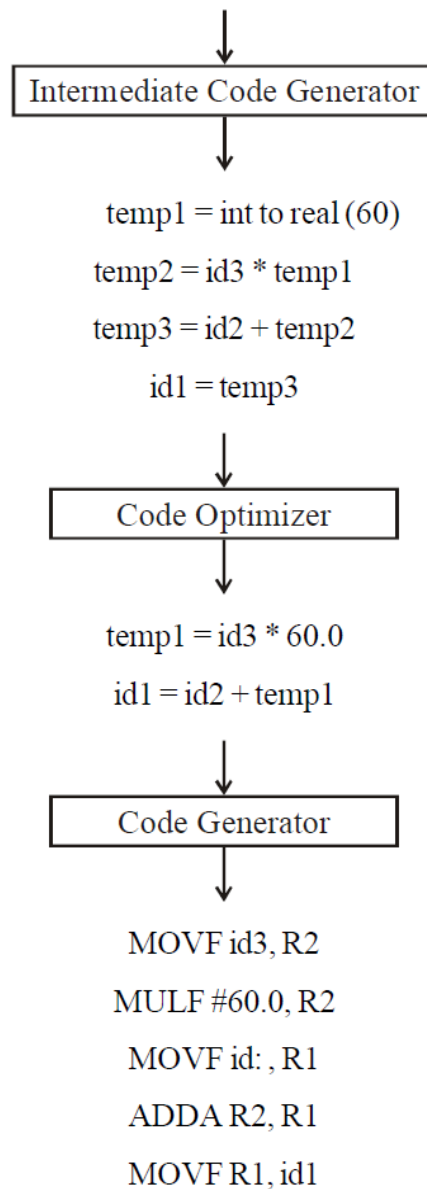 Intermediate Code Generator
temp1 = int to real (60)
temp2 = id3 * temp1
temp3 = id2 + temp2
id1 = temp3
Code Optimizer
temp1 = id3 * 60.0
id1 = id2 + temp1
Code Generator
MOVF id3, R2
MULF #60.0, R2
MOVF id: , R1
ADDA R2, R1
MOVF R1, id1